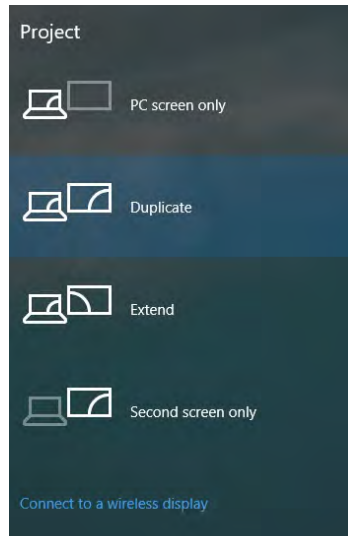 Project
PC screen only
Duplicate
Extend
Second screen only
Connect to a wireless display